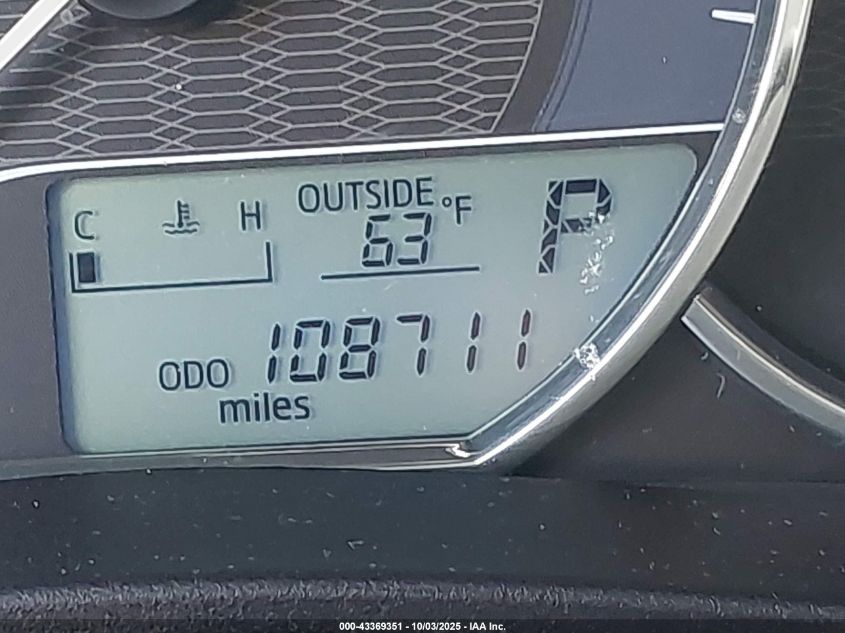 OUTSIDE
C H 63 °F P
ODO 108711
miles
000-43369351 - 10/03/2025 - IAA Inc.